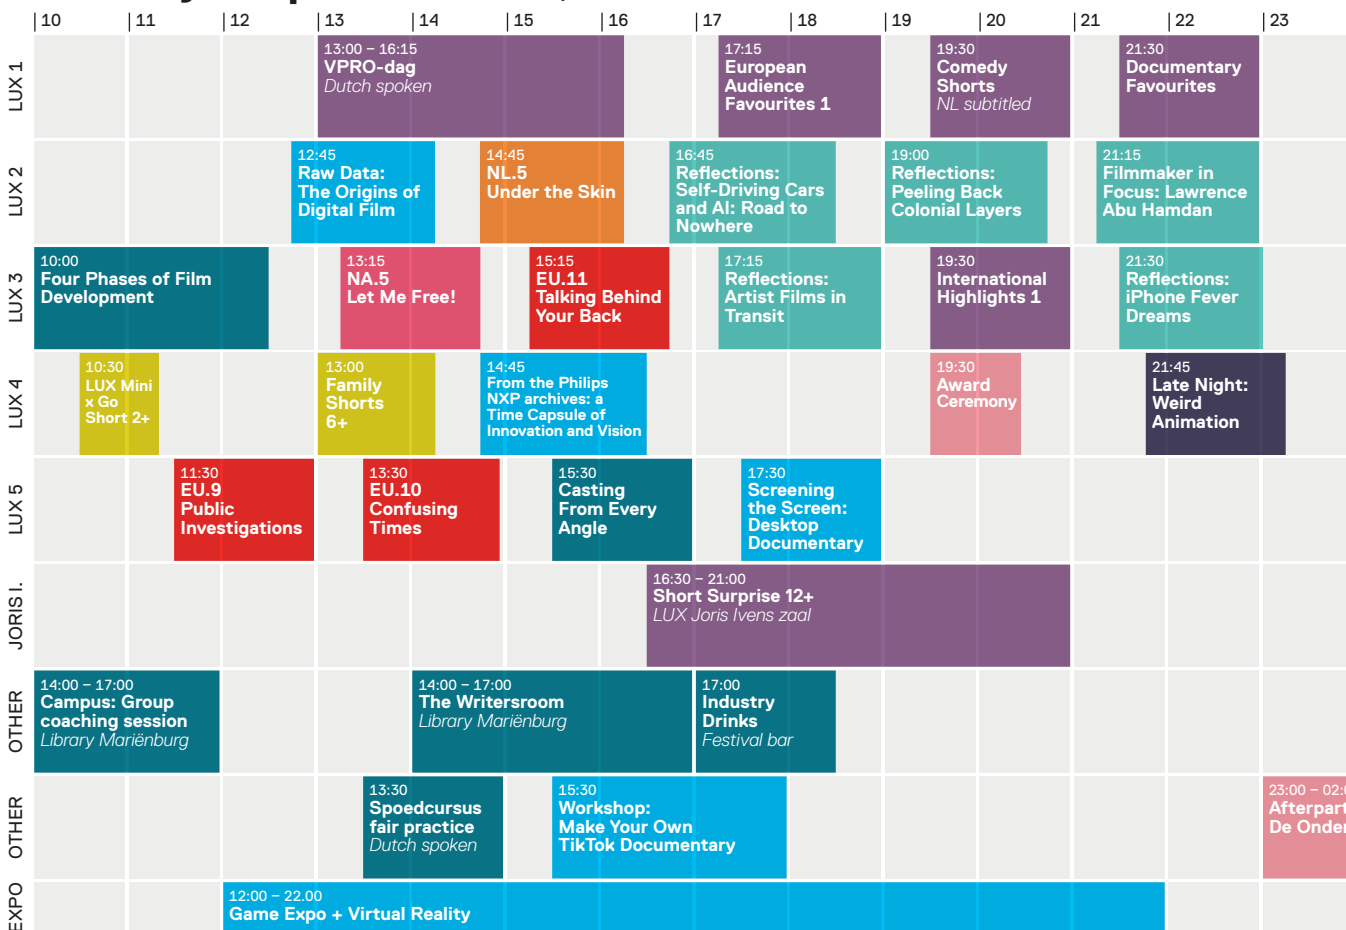 10 11 12 13 14 15 16 17 18 19 20 21 22 23
LUX 1
13:00 – 16:15
VPRO-dag
Dutch spoken
17:15
European
Audience
Favourites 1
19:30
Comedy
Shorts
NL subtitled
21:30
Documentary
Favourites
LUX 2
12:45
Raw Data:
The Origins of
Digital Film
14:45
NL.5
Under the Skin
16:45
Reflections:
Self-Driving Cars
and AI: Road to
Nowhere
19:00
Reflections:
Peeling Back
Colonial Layers
21:15
Filmmaker in
Focus: Lawrence
Abu Hamdan
LUX 3
10:00
Four Phases of Film
Development
13:15
NA.5
Let Me Free!
15:15
EU.11
Talking Behind
Your Back
17:15
Reflections:
Artist Films in
Transit
19:30
International
Highlights 1
21:30
Reflections:
iPhone Fever
Dreams
LUX 4
10:30
LUX Mini
x Go
Short 2+
13:00
Family
Shorts
6+
14:45
From the Philips
NXP archives: a
Time Capsule of
Innovation and Vision
19:30
Award
Ceremony
21:45
Late Night:
Weird
Animation
LUX 5
11:30
EU.9
Public
Investigations
13:30
EU.10
Confusing
Times
15:30
Casting
From Every
Angle
17:30
Screening
the Screen:
Desktop
Documentary
JORIS I.
16:30 – 21:00
Short Surprise 12+
LUX Joris Ivens zaal
OTHER
14:00 – 17:00
Campus: Group
coaching session
Library Mariënburg
14:00 – 17:00
The Writersroom
Library Mariënburg
17:00
Industry
Drinks
Festival bar
OTHER
13:30
Spoedcursus
fair practice
Dutch spoken
15:30
Workshop:
Make Your Own
TikTok Documentary
23:00 – 02:
Afterpart
De Onder
EXPO
12:00 – 22.00
Game Expo + Virtual Reality